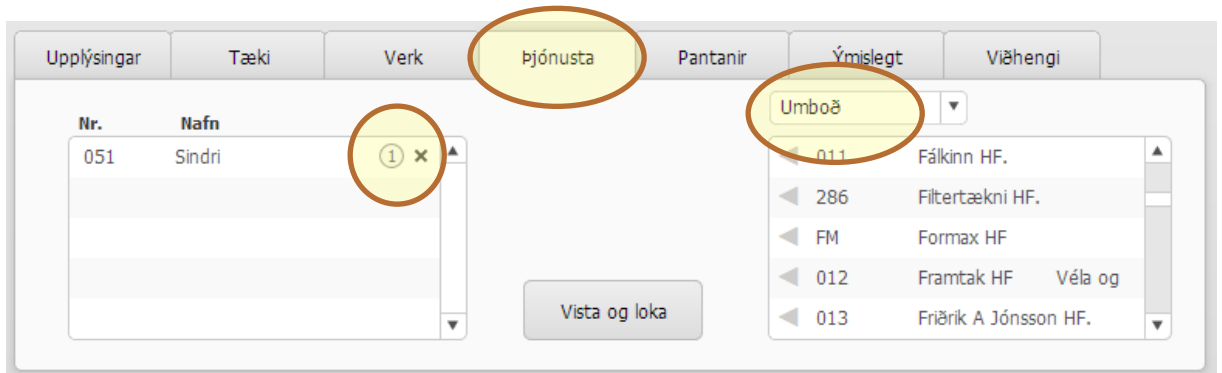 Upplýsingar Tæki Verk Þjónusta Pantanir Ýmislegt Viðhengi
Umboð
Nr. Nafn
051 Sindri 1
011 Fálkinn HF.
286 Filtertækni HF.
FM Formax HF
012 Framtak HF Véla og
013 Friðrik A Jónsson HF.
Vista og loka